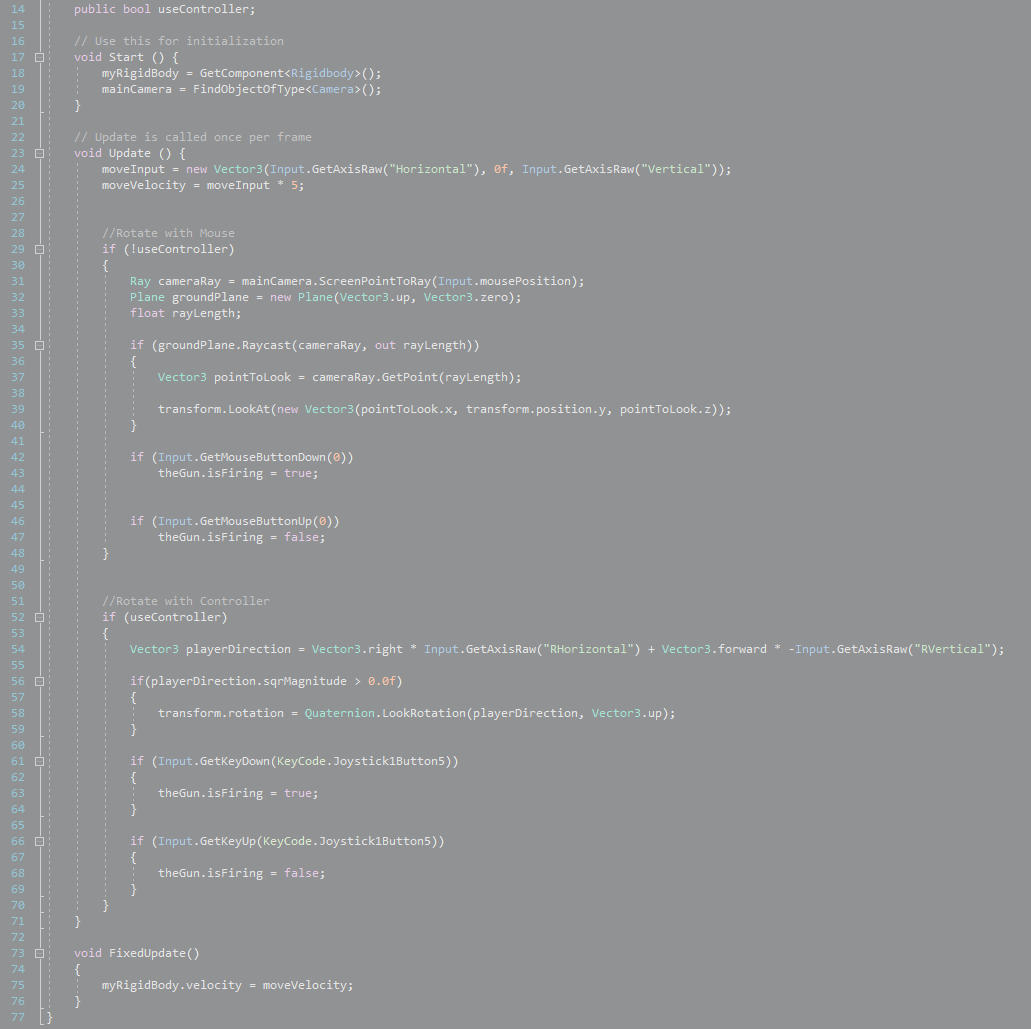 14 public bool useController;
15
16 // Use this for initialization
17 void Start () {
18 myRigidBody = GetComponent<Rigidbody>();
19 mainCamera = FindObjectOfType<Camera>();
20 }
21
22 // Update is called once per frame
23 void Update () {
24 moveInput = new Vector3(Input.GetAxisRaw("Horizontal"), 0f, Input.GetAxisRaw("Vertical"));
25 moveVelocity = moveInput * 5;
26
27
28 //Rotate with Mouse
29 if (!useController)
30 {
31 Ray cameraRay = mainCamera.ScreenPointToRay(Input.mousePosition);
32 Plane groundPlane = new Plane(Vector3.up, Vector3.zero);
33 float rayLength;
34
35 if (groundPlane.Raycast(cameraRay, out rayLength))
36 {
37 Vector3 pointToLook = cameraRay.GetPoint(rayLength);
38
39 transform.LookAt(new Vector3(pointToLook.x, transform.position.y, pointToLook.z));
40 }
41
42 if (Input.GetMouseButtonDown(0))
43 theGun.isFiring = true;
44
45
46 if (Input.GetMouseButtonUp(0))
47 theGun.isFiring = false;
48 }
49
50
51 //Rotate with Controller
52 if (useController)
53 {
54 Vector3 playerDirection = Vector3.right * Input.GetAxisRaw("RHorizontal") + Vector3.forward * -Input.GetAxisRaw("RVertical");
55
56 if(playerDirection.sqrMagnitude > 0.0f)
57 {
58 transform.rotation = Quaternion.LookRotation(playerDirection, Vector3.up);
59 }
60
61 if (Input.GetKeyDown(KeyCode.Joystick1Button5))
62 {
63 theGun.isFiring = true;
64 }
65
66 if (Input.GetKeyUp(KeyCode.Joystick1Button5))
67 {
68 theGun.isFiring = false;
69 }
70 }
71 }
72
73 void FixedUpdate()
74 {
75 myRigidBody.velocity = moveVelocity;
76 }
77 }